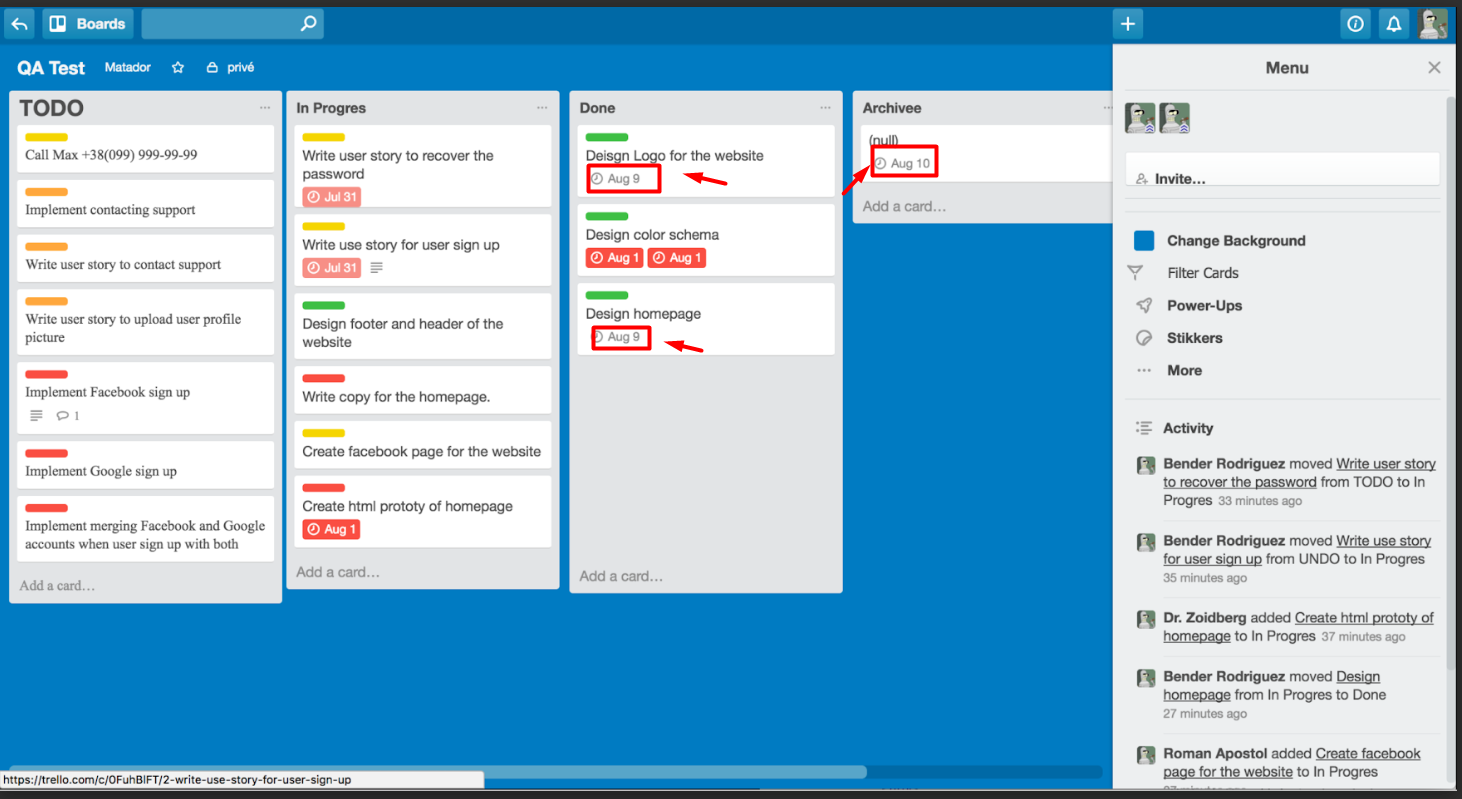 Boards
QA Test Matador privé
TODO
Call Max +38(099) 999-99-99
Implement contacting support
Write user story to contact support
Write user story to upload user profile
picture
Implement Facebook sign up
1
Implement Google sign up
Implement merging Facebook and Google
accounts when user sign up with both
Add a card…
In Progres
Write user story to recover the
password
Jul 31
Write use story for user sign up
Jul 31
Design footer and header of the
website
Write copy for the homepage.
Create facebook page for the website
Create html prototy of homepage
Aug 1
Add a card…
Done
Deisgn Logo for the website
Aug 9
Design color schema
Aug 1 Aug 1
Design homepage
Aug 9
Add a card…
Archivee
(null)
Aug 10
Add a card…
Menu
Invite…
Change Background
Filter Cards
Power-Ups
Stikkers
More
Activity
Bender Rodriguez moved Write user story
to recover the password from TODO to In
Progres 33 minutes ago
Bender Rodriguez moved Write use story
for user sign up from UNDO to In Progres
35 minutes ago
Dr. Zoidberg added Create html prototy of
homepage to In Progres 37 minutes ago
Bender Rodriguez moved Design
homepage from In Progres to Done
27 minutes ago
Roman Apostol added Create facebook
page for the website to In Progres
https://trello.com/c/0FuhBIFT/2-write-use-story-for-user-sign-up